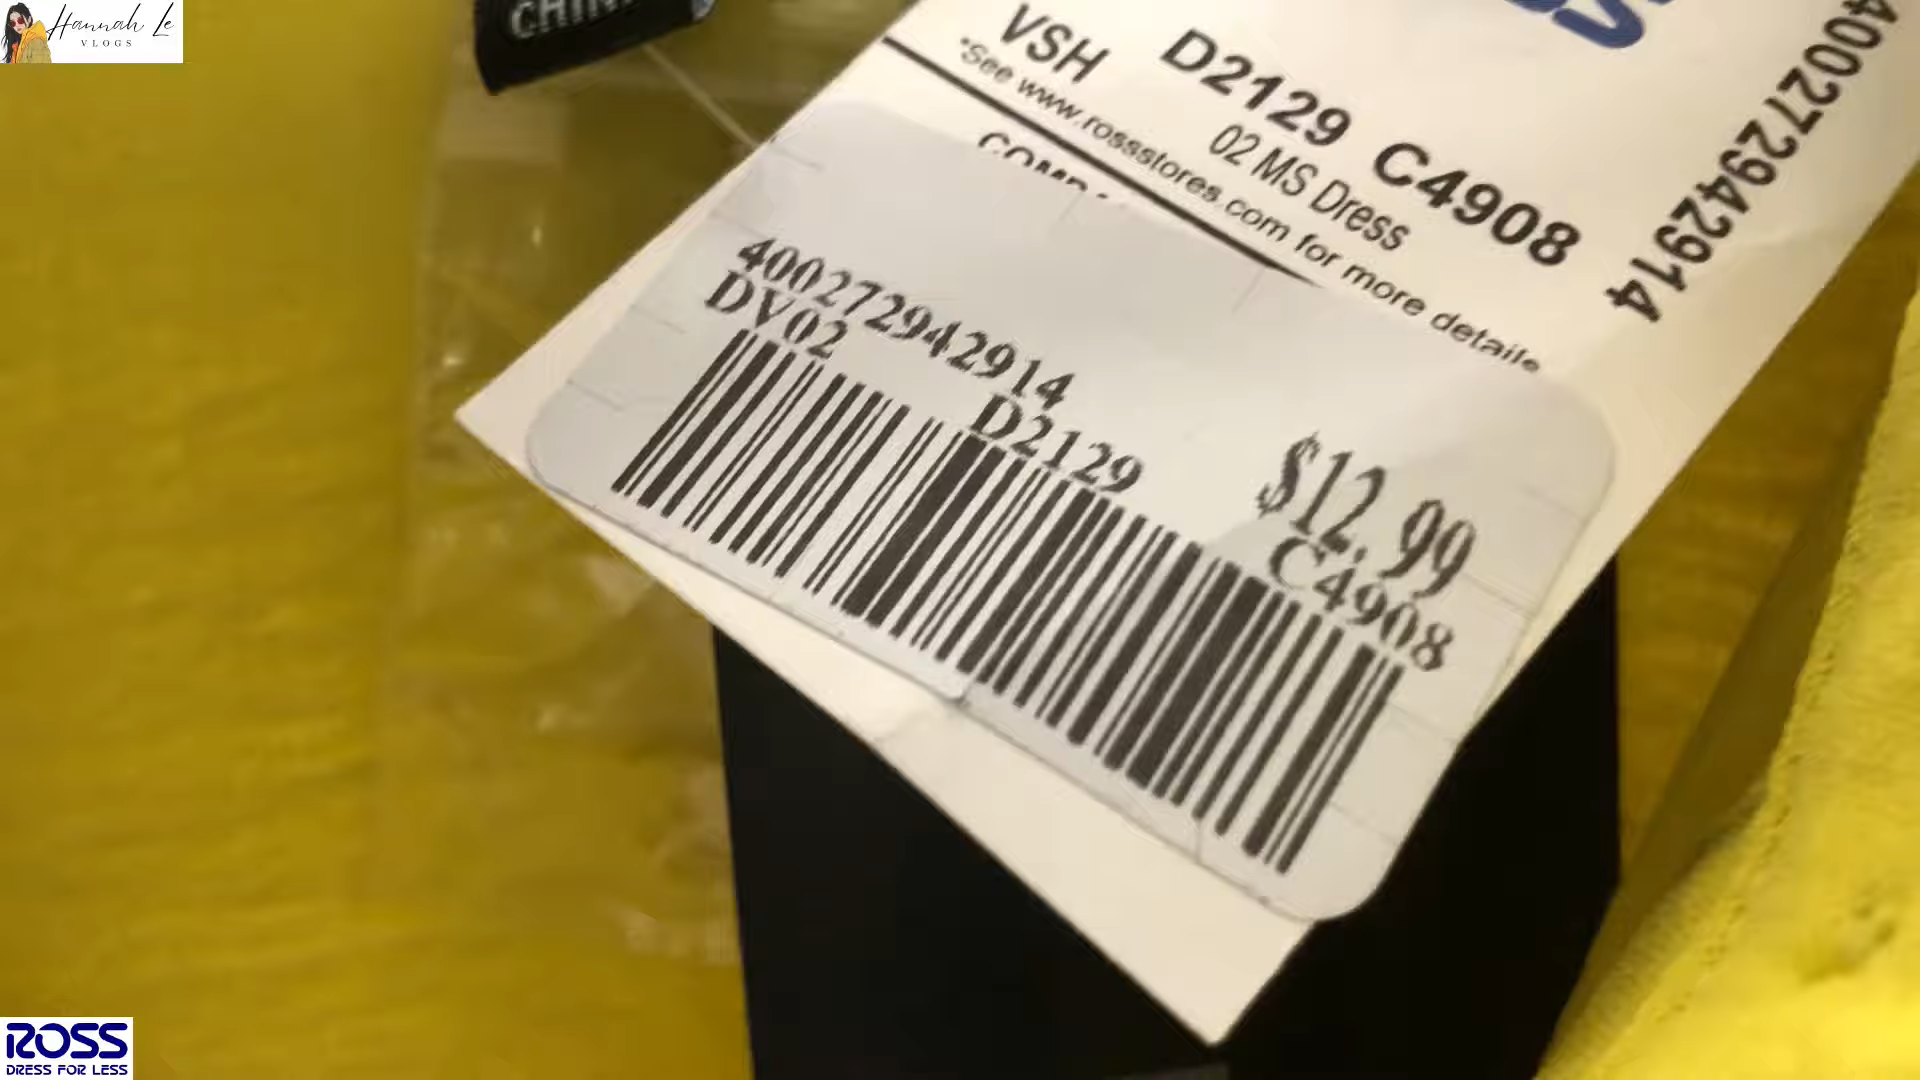 Hannah Le
VLOGS
400272942914
VSH D2129 C4908
02 MS Dress
*See www.rossstores.com for more details
400272942914
DV02 D2129 C4908
$12.99
ROSS
DRESS FOR LESS